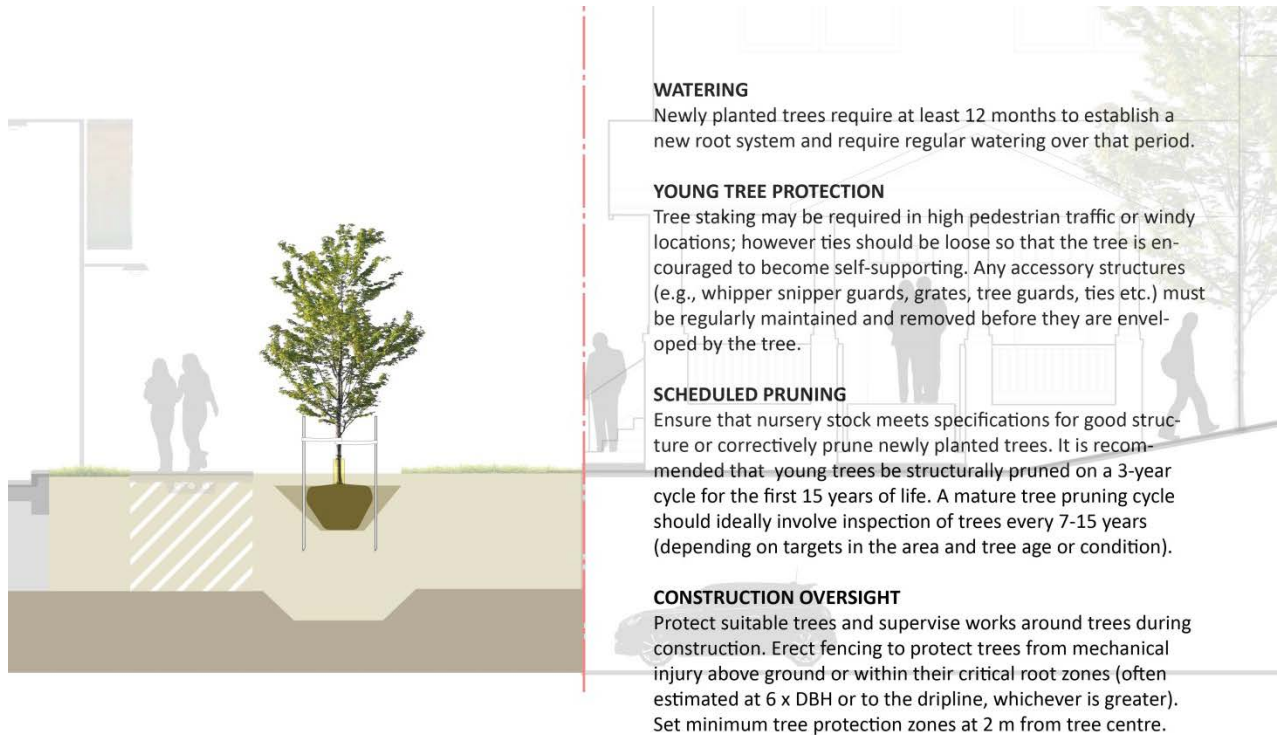 WATERING
Newly planted trees require at least 12 months to establish a
new root system and require regular watering over that period.
YOUNG TREE PROTECTION
Tree staking may be required in high pedestrian traffic or windy
locations; however ties should be loose so that the tree is en-
couraged to become self-supporting. Any accessory structures
(e.g., whipper snipper guards, grates, tree guards, ties etc.) must
be regularly maintained and removed before they are envel-
oped by the tree.
SCHEDULED PRUNING
Ensure that nursery stock meets specifications for good struc-
ture or correctively prune newly planted trees. It is recom-
mended that  young trees be structurally pruned on a 3-year
cycle for the first 15 years of life. A mature tree pruning cycle
should ideally involve inspection of trees every 7-15 years
(depending on targets in the area and tree age or condition).
CONSTRUCTION OVERSIGHT
Protect suitable trees and supervise works around trees during
construction. Erect fencing to protect trees from mechanical
injury above ground or within their critical root zones (often
estimated at 6 x DBH or to the dripline, whichever is greater).
Set minimum tree protection zones at 2 m from tree centre.